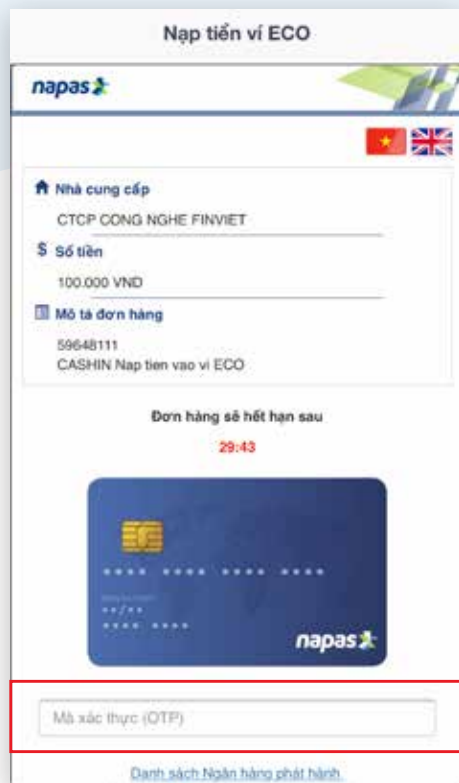 Nạp tiền ví ECO
napas
Nhà cung cấp
CTCP CONG NGHE FINVIET
$ Số tiền
100.000 VND
Mô tả đơn hàng
59648111
CASHIN Nap tien vao vi ECO
Đơn hàng sẽ hết hạn sau
29:43
**** **** **** ****
**/**
**** ****
napas
Mã xác thực (OTP)
Danh sách Ngân hàng phát hành